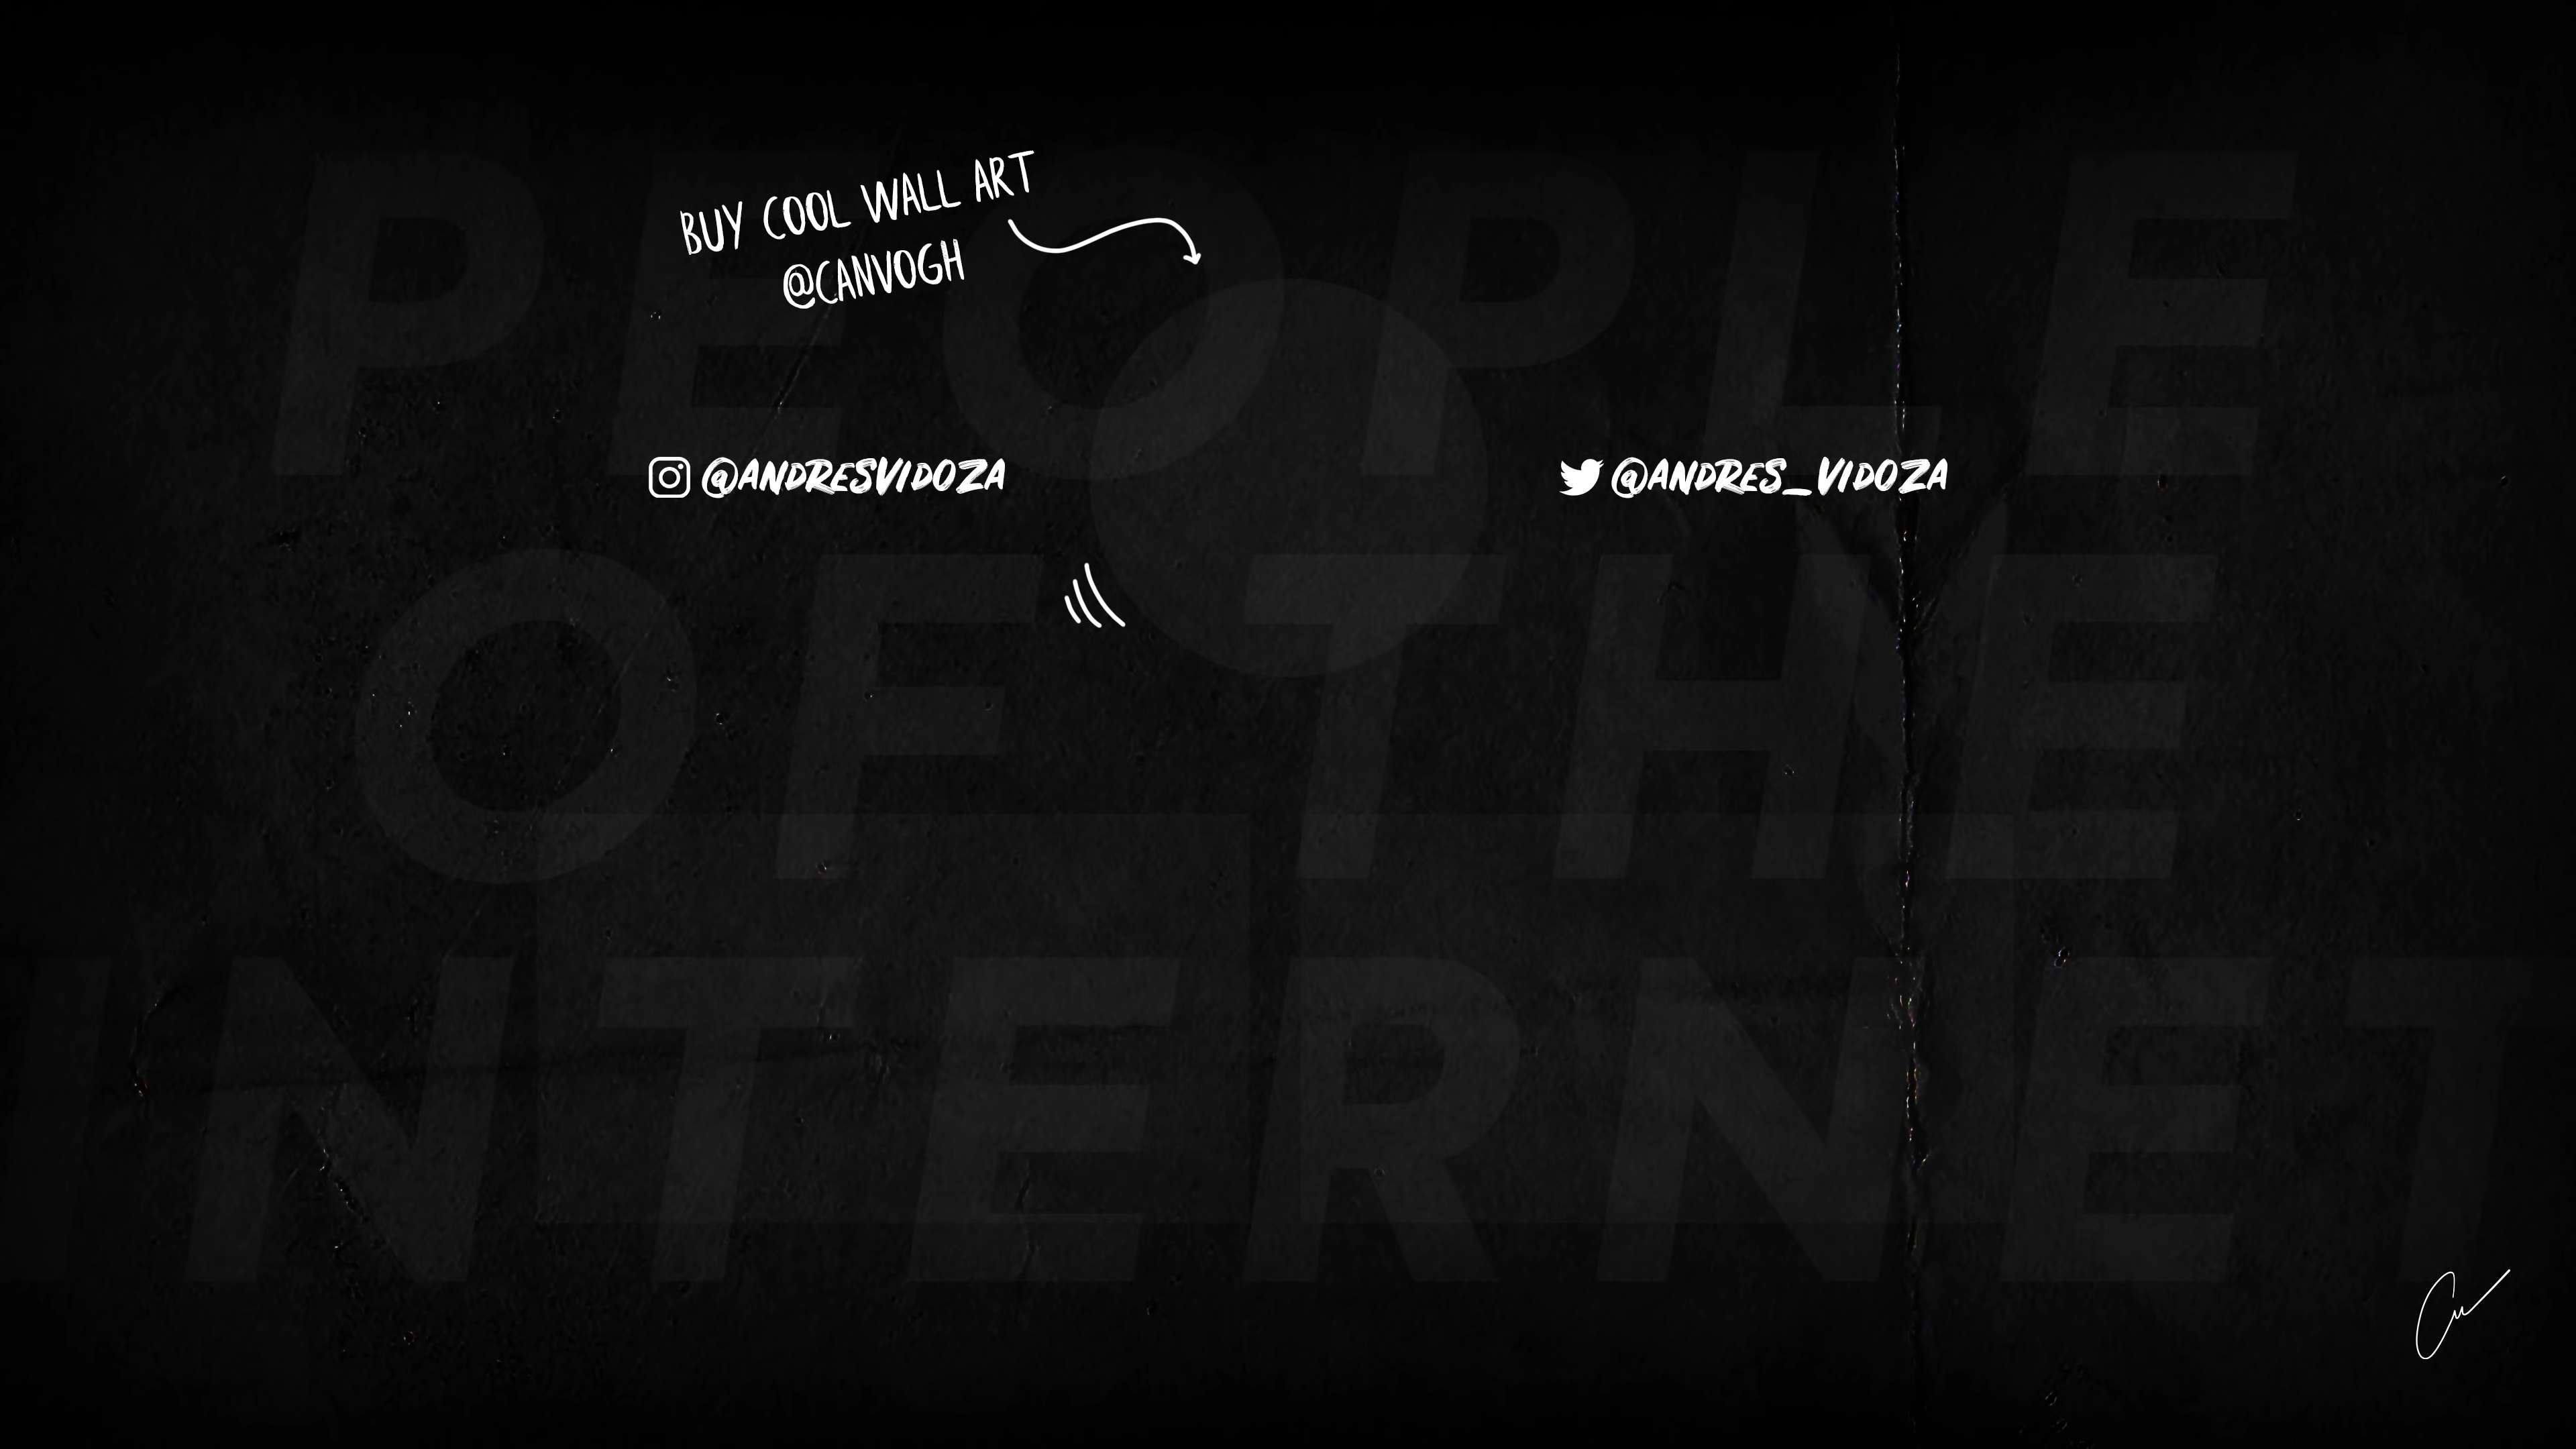 BUY COOL WALL ART
@CANVOGH
@ANDRESVIDOZA
@ANDRES_VIDOZA
PEOPLE
OF THE
INTERNET